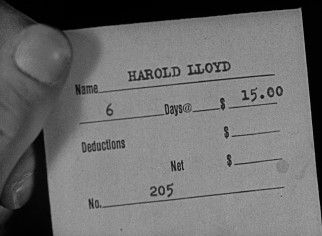 Name HAROLD LLOYD
6 Days@ $ 15.00
Deductions $
Net $
No. 205